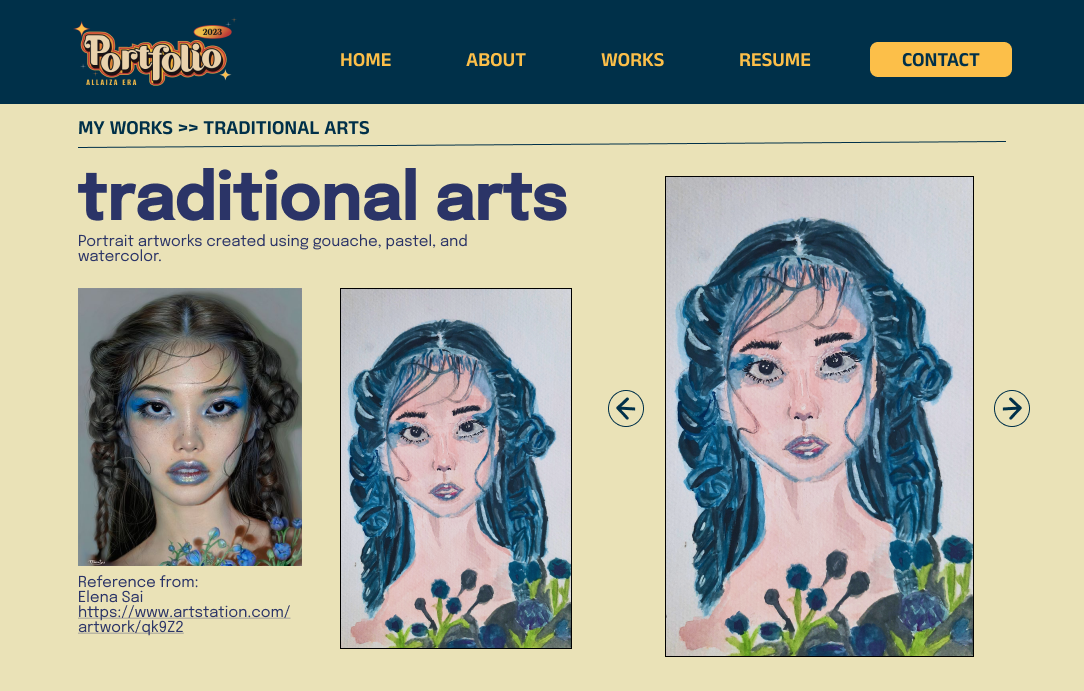 Portfolio
2023
ALLAIZA ERA
HOME
ABOUT
WORKS
RESUME
CONTACT
MY WORKS >> TRADITIONAL ARTS
traditional arts
Portrait artworks created using gouache, pastel, and
watercolor.
Reference from:
Elena Sai
https://www.artstation.com/
artwork/qk9Z2